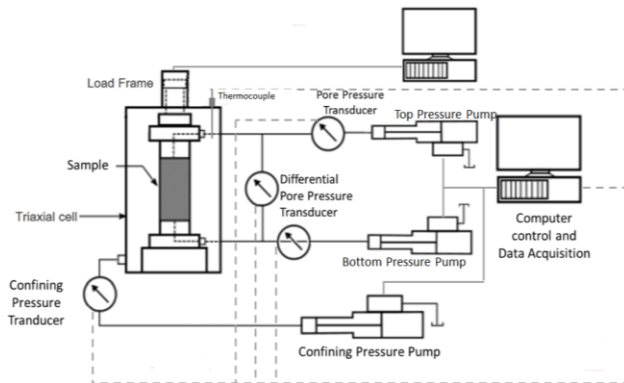 Load Frame
Thermocouple
Pore Pressure
Transducer
Top Pressure Pump
Sample
Differential
Pore Pressure
Transducer
Triaxial cell
Computer
control and
Data Acquisition
Bottom Pressure Pump
Confining
Pressure
Tranducer
Confining Pressure Pump